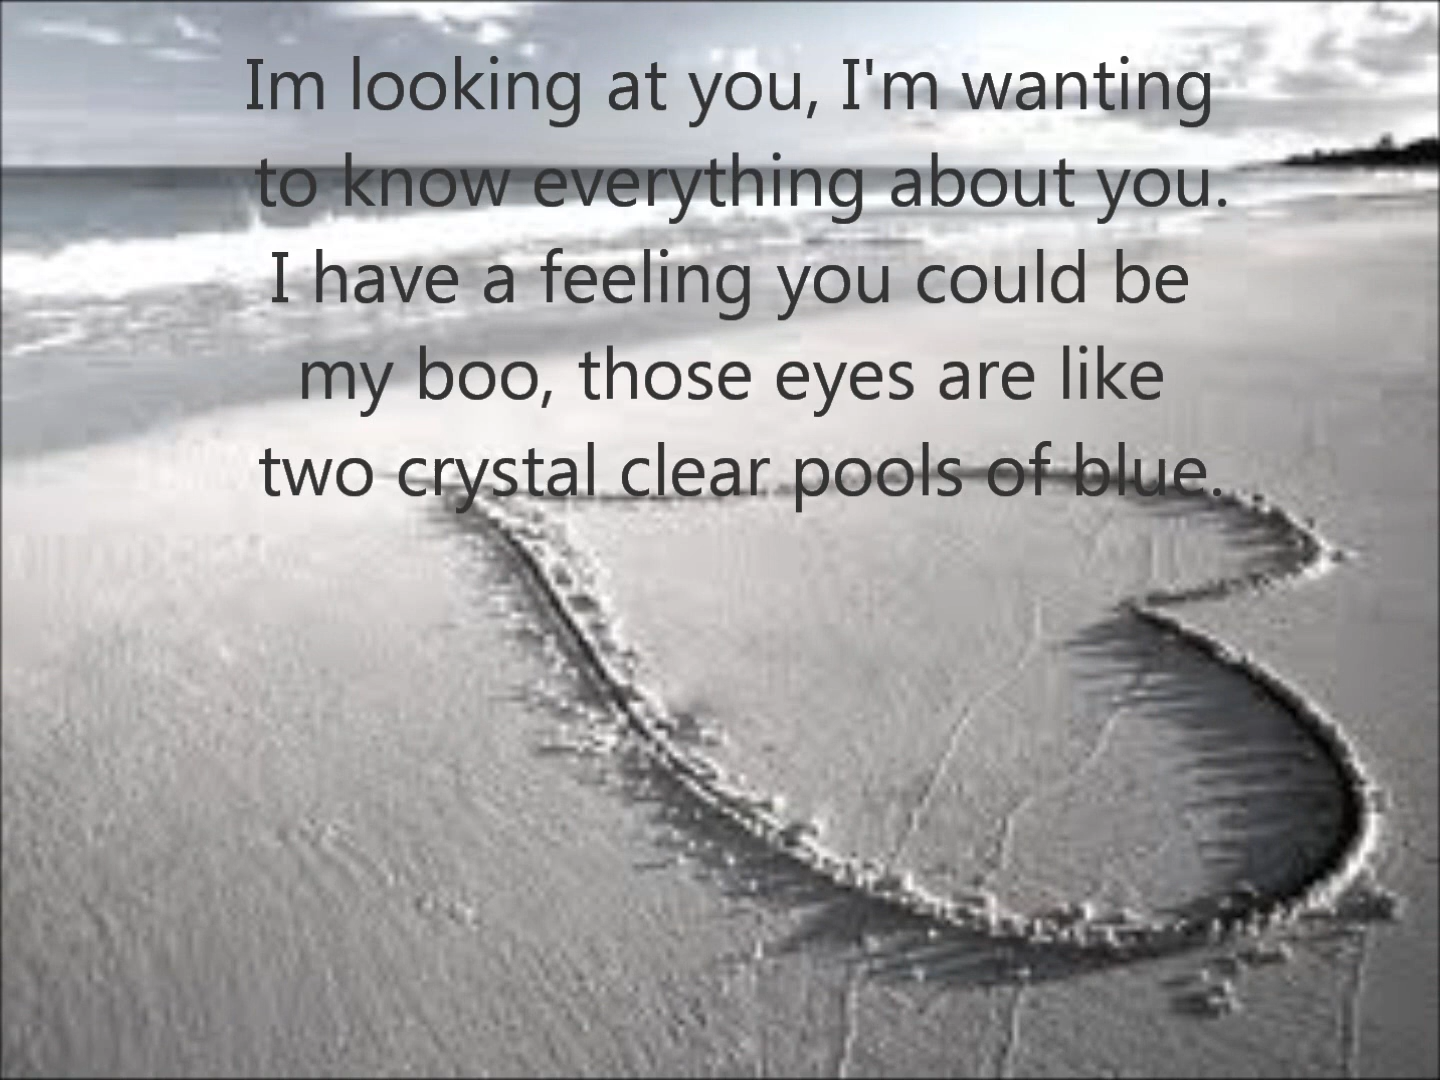 Im looking at you, I'm wanting
to know everything about you.
I have a feeling you could be
my boo, those eyes are like
two crystal clear pools of blue.